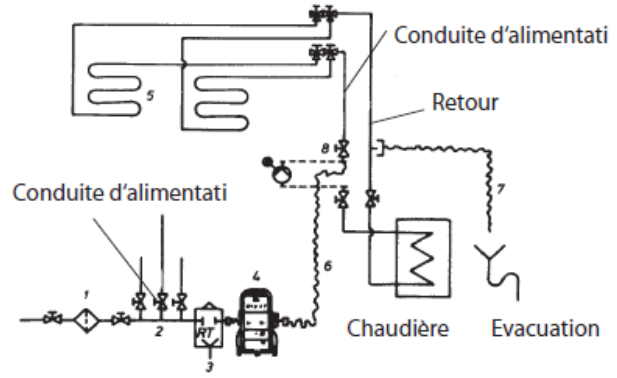 Conduite d'alimentati
Retour
5
8
7
Conduite d'alimentati
4
6
1
2
RT
3
Chaudière
Evacuation